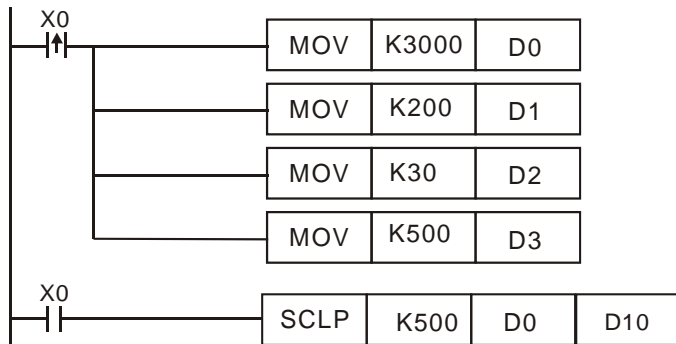 X0
MOV K3000 D0
MOV K200 D1
MOV K30 D2
MOV K500 D3
X0
SCLP K500 D0 D10